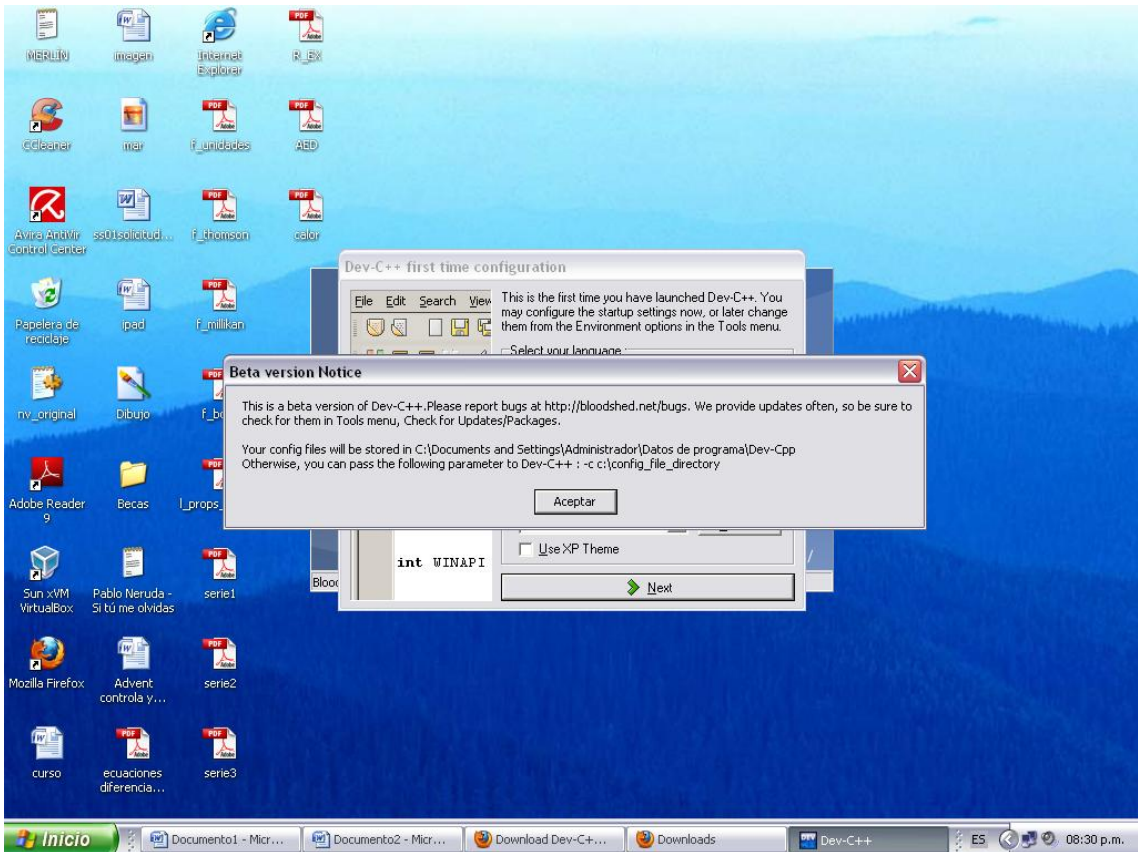 MERLÍN
imagen
Internet Explorer
R_EX
CCleaner
mar
f_unidades
AED
Avira AntiVir Control Center
ss01solicitud...
f_thomson
calor
Papelera de reciclaje
ipad
f_millikan
nv_original
Dibujo
Adobe Reader 9
Becas
l_props_
Sun xVM VirtualBox
Pablo Neruda - Si tú me olvidas
serie1
Mozilla Firefox
Advent controla y...
serie2
curso
ecuaciones diferencia...
serie3
Dev-C++ first time configuration
File Edit Search View
This is the first time you have launched Dev-C++. You
may configure the startup settings now, or later change
them from the Environment options in the Tools menu.
Select your language
Beta version Notice
This is a beta version of Dev-C++.Please report bugs at http://bloodshed.net/bugs. We provide updates often, so be sure to
check for them in Tools menu, Check for Updates/Packages.
Your config files will be stored in C:\Documents and Settings\Administrador\Datos de programa\Dev-Cpp
Otherwise, you can pass the following parameter to Dev-C++ : -c c:\config_file_directory
Aceptar
int WINAPI
Use XP Theme
Next
Inicio
Documento1 - Micr...
Documento2 - Micr...
Download Dev-C+...
Downloads
Dev-C++
ES
08:30 p.m.